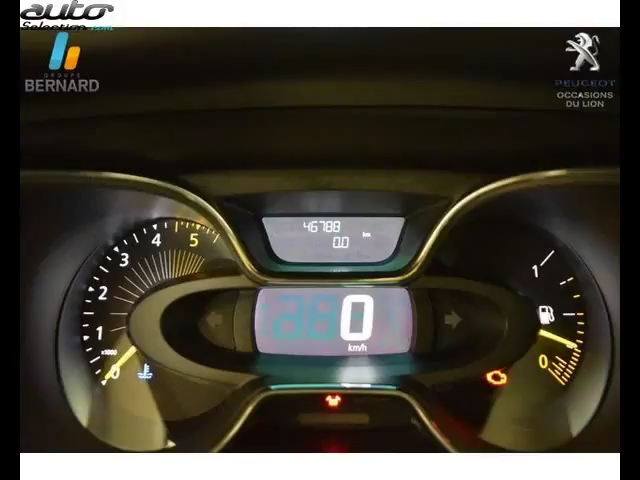 auto
Selection.com
GROUPE
BERNARD
PEUGEOT
OCCASIONS
DU LION
46788 km
0.0
0 1 2 3 4 5
x1000
0
km/h
1
0